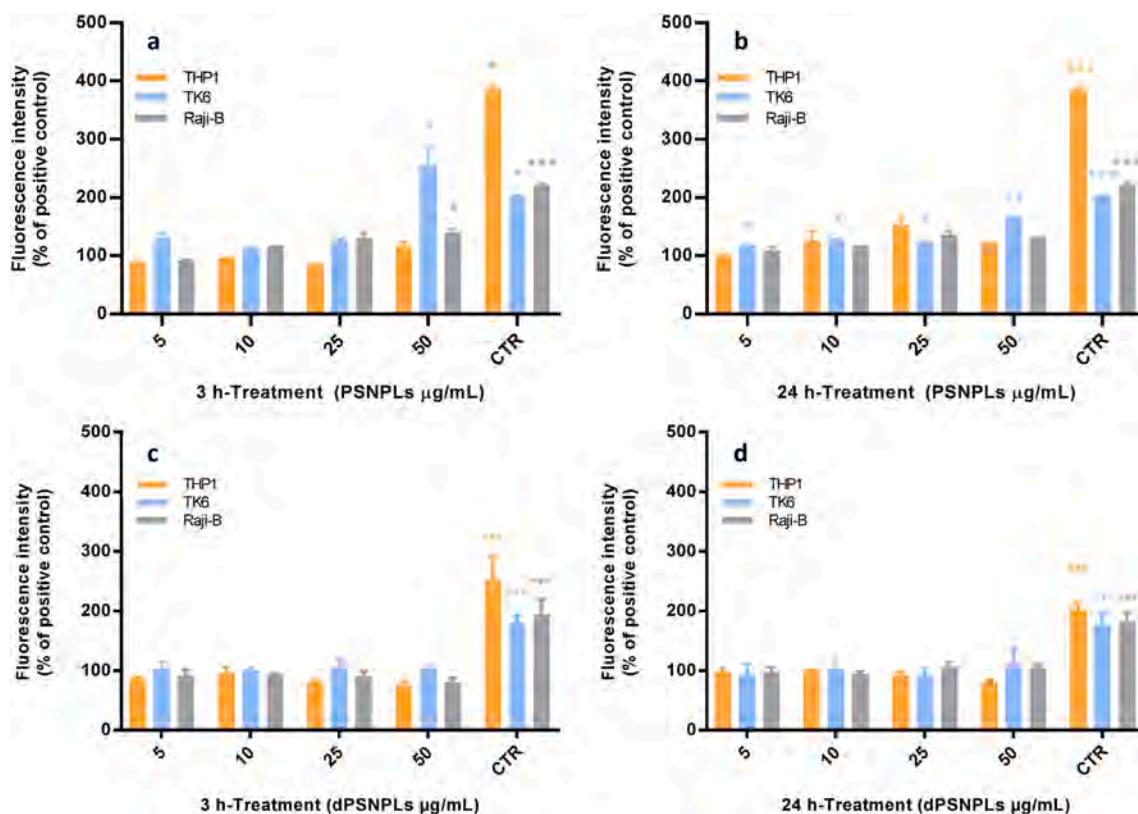 a
THP1
TK6
Raji-B
Fluorescence intensity
(% of positive control)
500
400
300
200
100
0
5
10
25
50
CTR
3 h-Treatment (PSNPLs μg/mL)
b
THP1
TK6
Raji-B
Fluorescence intensity
(% of positive control)
500
400
300
200
100
0
5
10
25
50
CTR
24 h-Treatment (PSNPLs μg/mL)
c
THP1
TK6
Raji-B
Fluorescence intensity
(% of positive control)
500
400
300
200
100
0
5
10
25
50
CTR
3 h-Treatment (dPSNPLs μg/mL)
d
THP1
TK6
Raji-B
Fluorescence intensity
(% of positive control)
500
400
300
200
100
0
5
10
25
50
CTR
24 h-Treatment (dPSNPLs μg/mL)